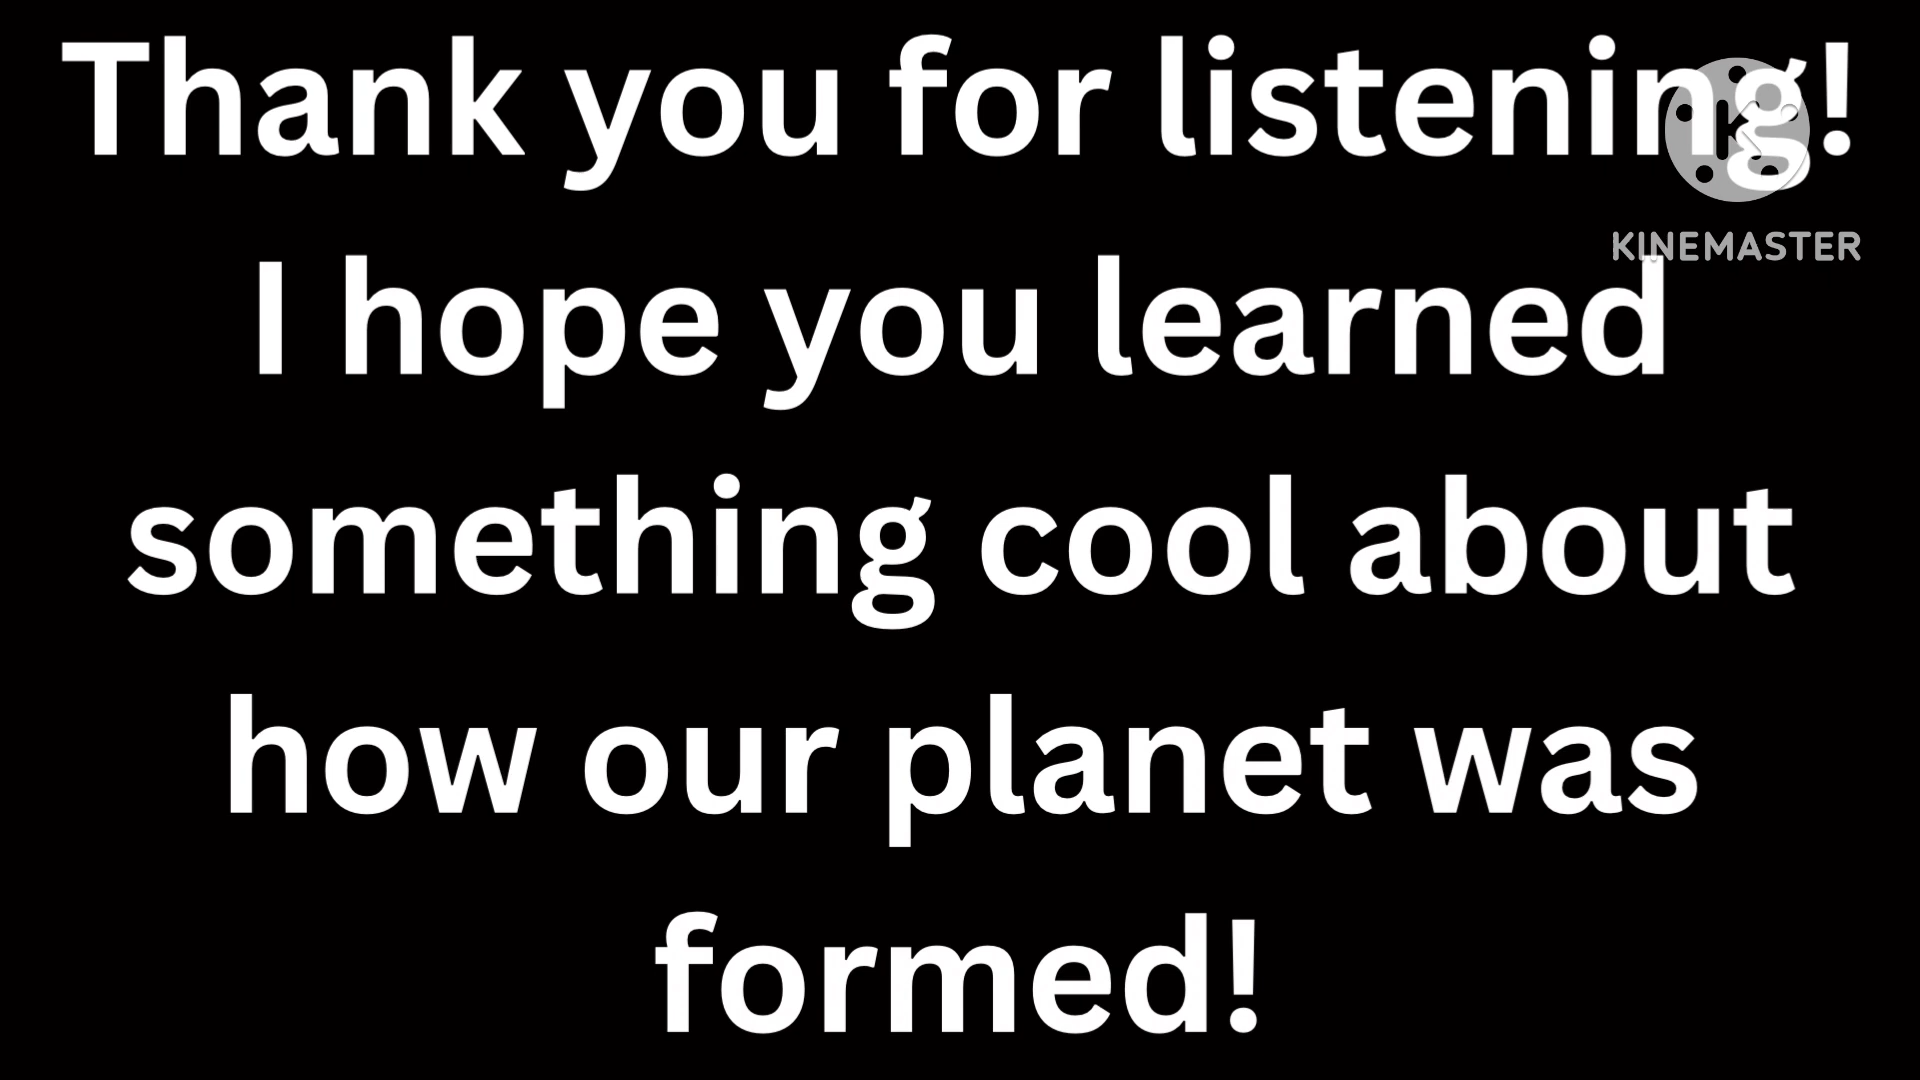 Thank you for listening!
KINEMASTER
I hope you learned
something cool about
how our planet was
formed!